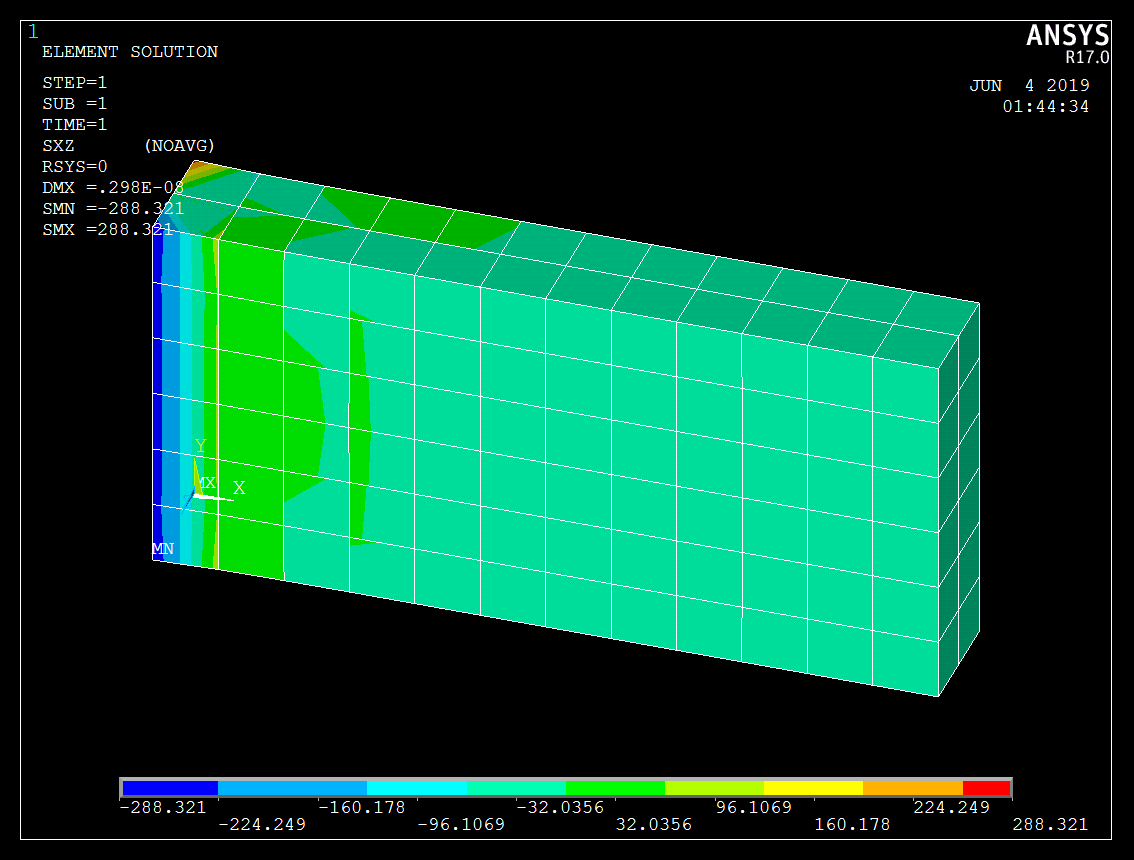 1
ELEMENT SOLUTION
STEP=1
SUB =1
TIME=1
SXZ (NOAVG)
RSYS=0
DMX =.298E-08
SMN =-288.321
SMX =288.321
ANSYS
R17.0
JUN 4 2019
01:44:34
Y
MX
X
MN
-288.321
-224.249
-160.178
-96.1069
-32.0356
32.0356
96.1069
160.178
224.249
288.321